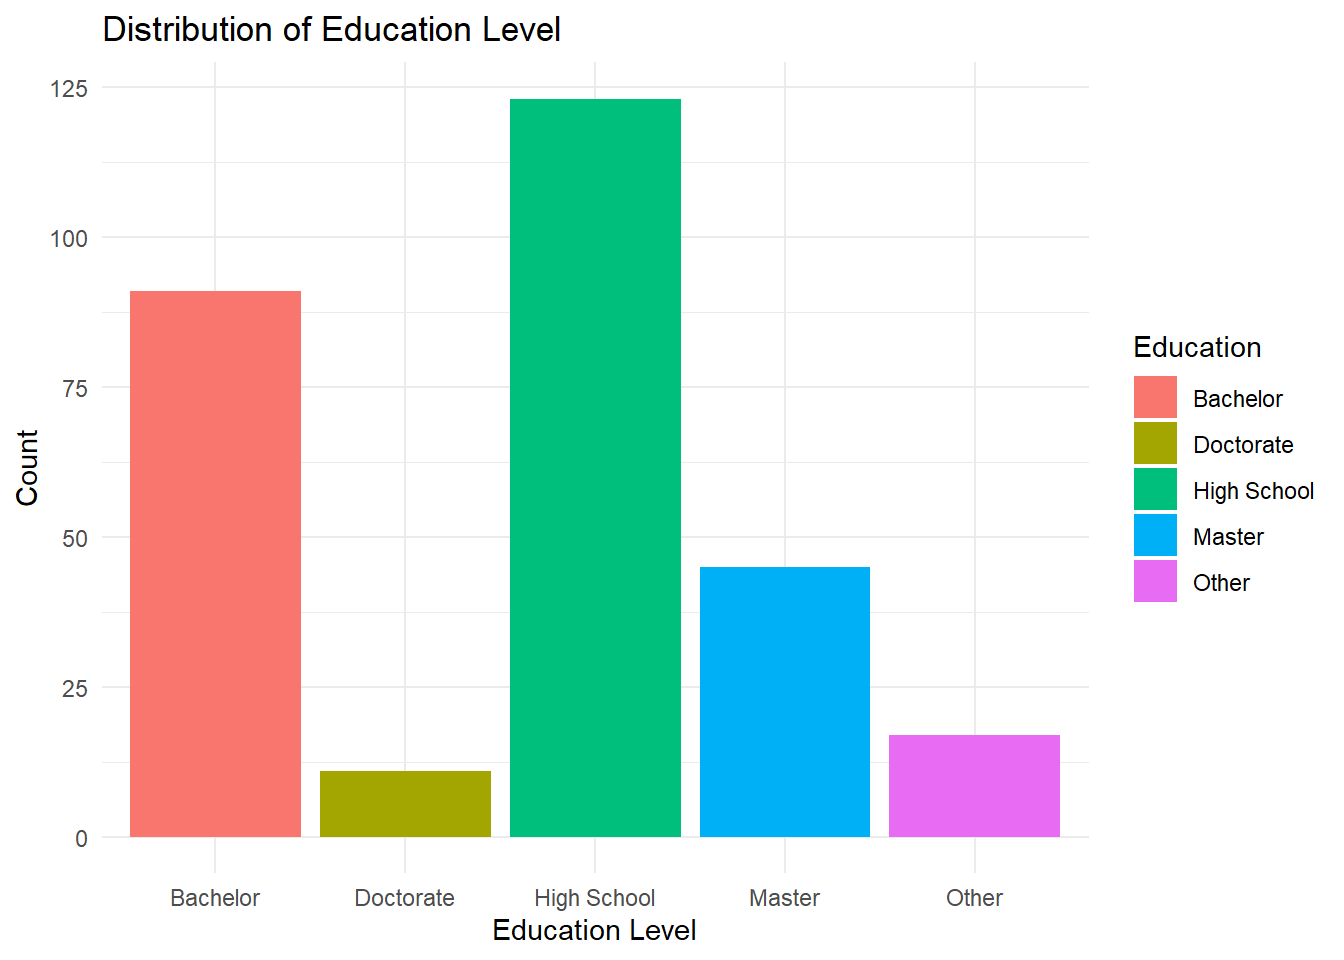 Distribution of Education Level
125
100
75
50
25
0
Count
Bachelor
Doctorate
High School
Master
Other
Education Level
Education
Bachelor
Doctorate
High School
Master
Other